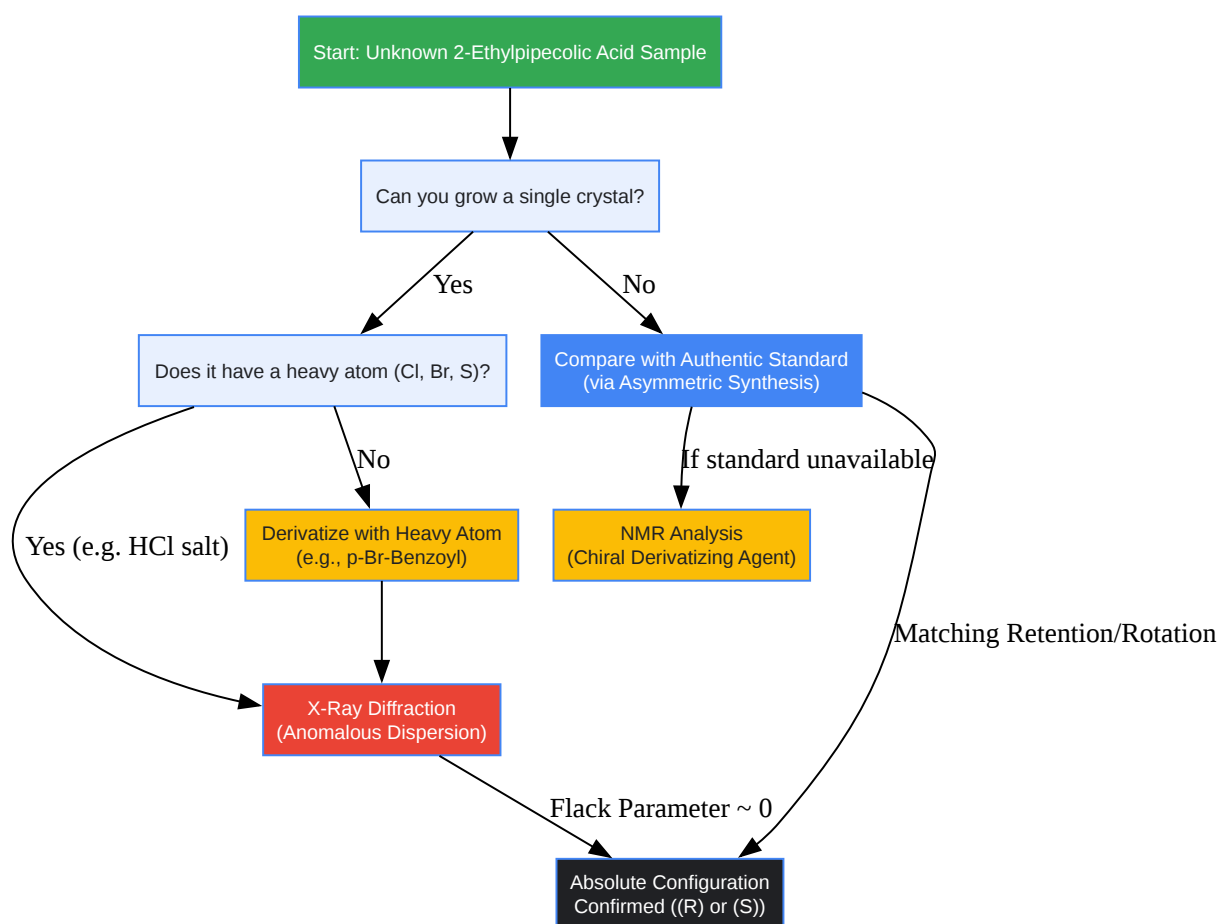 Start: Unknown 2-Ethylpipecolic Acid Sample
Can you grow a single crystal?
Yes
No
Does it have a heavy atom (Cl, Br, S)?
Compare with Authentic Standard
(via Asymmetric Synthesis)
No
If standard unavailable
Yes (e.g. HCl salt)
Derivatize with Heavy Atom
(e.g., p-Br-Benzoyl)
NMR Analysis
(Chiral Derivatizing Agent)
Matching Retention/Rotation
X-Ray Diffraction
(Anomalous Dispersion)
Flack Parameter ~ 0
Absolute Configuration
Confirmed ((R) or (S))